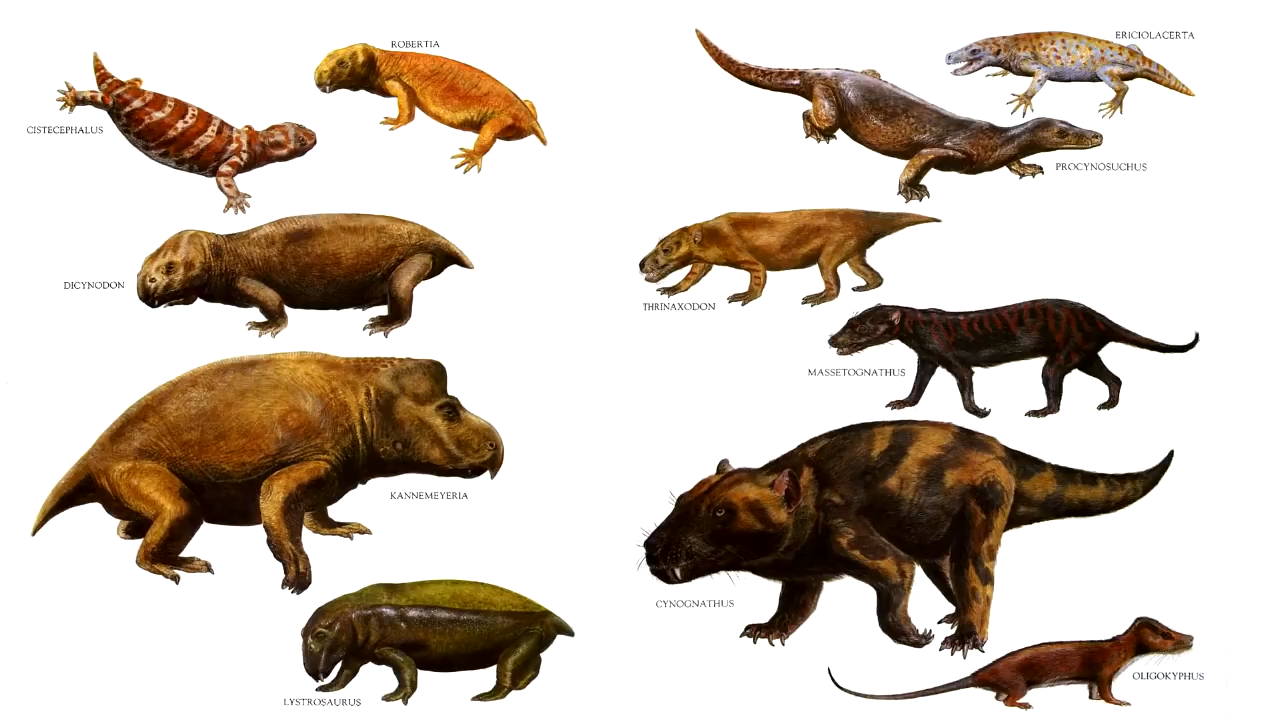 ROBERTIA
CISTECEPHALUS
DICYNODON
KANNEMEYERIA
LYSTROSAURUS
ERICIOLACERTA
PROCYNOSUCHUS
THRINAXODON
MASSETOGNATHUS
CYNOGNATHUS
OLIGOKYPHUS